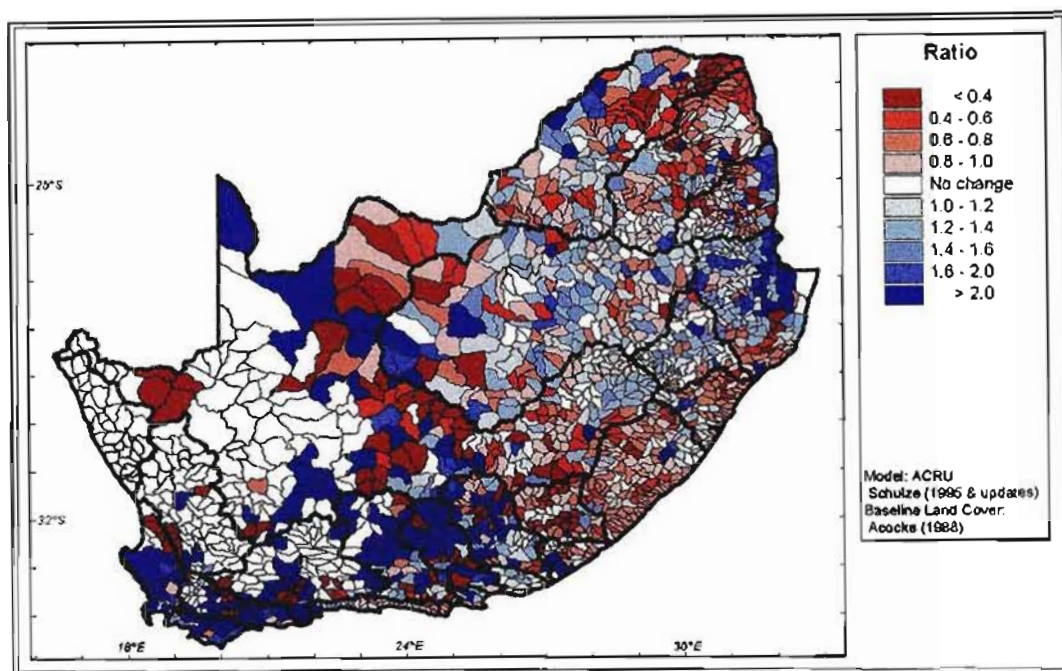 Ratio
< 0.4
0.4 - 0.6
0.6 - 0.8
0.8 - 1.0
No change
1.0 - 1.2
1.2 - 1.4
1.4 - 1.6
1.6 - 2.0
> 2.0
28°S
32°S
Model: ACRU
Schulze (1995 & updates)
Baseline Land Cover:
Acocks (1988)
18°E
24°E
30°E